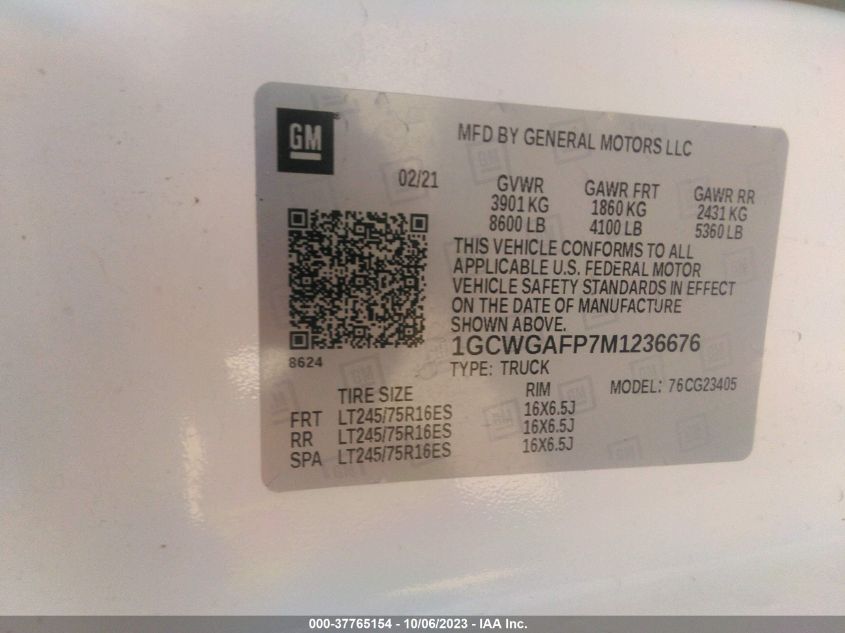 GM
MFD BY GENERAL MOTORS LLC
02/21
GVWR GAWR FRT GAWR RR
3901 KG 1860 KG 2431 KG
8600 LB 4100 LB 5360 LB
THIS VEHICLE CONFORMS TO ALL
APPLICABLE U.S. FEDERAL MOTOR
VEHICLE SAFETY STANDARDS IN EFFECT
ON THE DATE OF MANUFACTURE
SHOWN ABOVE.
8624
1GCWGAFP7M1236676
TYPE: TRUCK
TIRE SIZE RIM MODEL: 76CG23405
FRT LT245/75R16ES 16X6.5J
RR LT245/75R16ES 16X6.5J
SPA LT245/75R16ES 16X6.5J
000-37765154 - 10/06/2023 - IAA Inc.